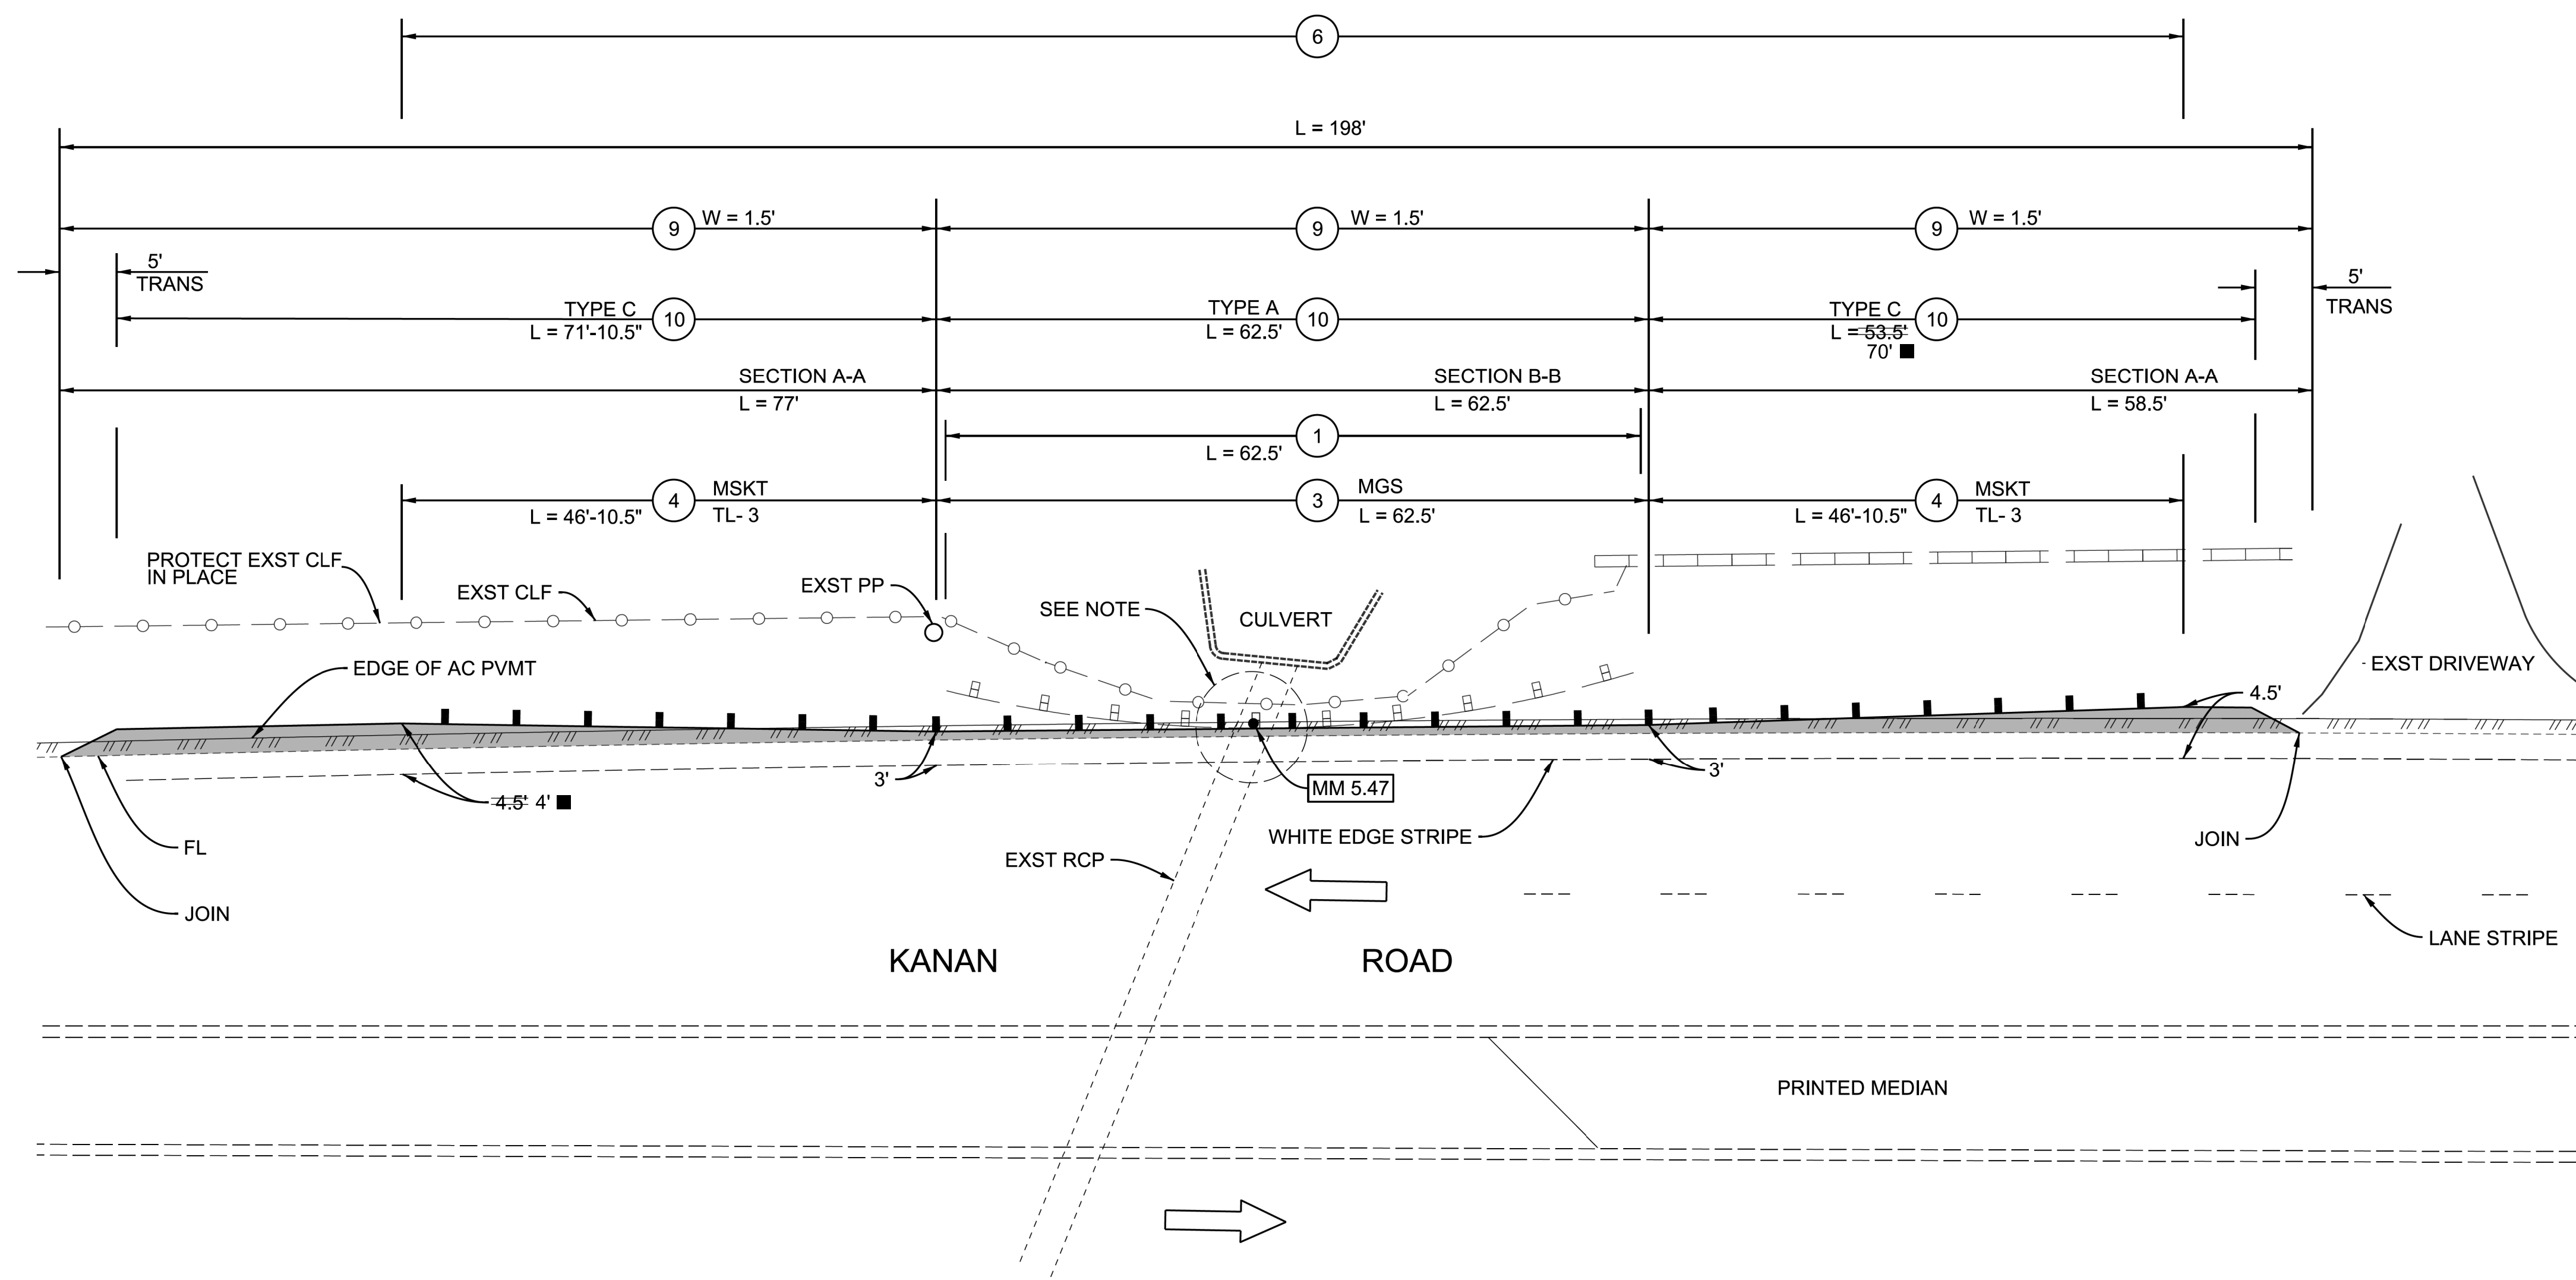 6
L = 198'
9 W = 1.5'
9 W = 1.5'
9 W = 1.5'
5'
TRANS
5'
TRANS
TYPE C
L = 71'-10.5" 10
TYPE A
L = 62.5' 10
TYPE C
L = 53.5' 10
70'
SECTION A-A
L = 77'
SECTION B-B
L = 62.5'
SECTION A-A
L = 58.5'
1
L = 62.5'
4 MSKT
L = 46'-10.5" TL- 3
3 MGS
L = 62.5'
4 MSKT
L = 46'-10.5" TL- 3
PROTECT EXST CLF
IN PLACE
EXST CLF
EXST PP
SEE NOTE
CULVERT
EDGE OF AC PVMT
EXST DRIVEWAY
4.5'
3'
3'
4.5' 4'
MM 5.47
FL
WHITE EDGE STRIPE
JOIN
EXST RCP
JOIN
LANE STRIPE
KANAN ROAD
PRINTED MEDIAN